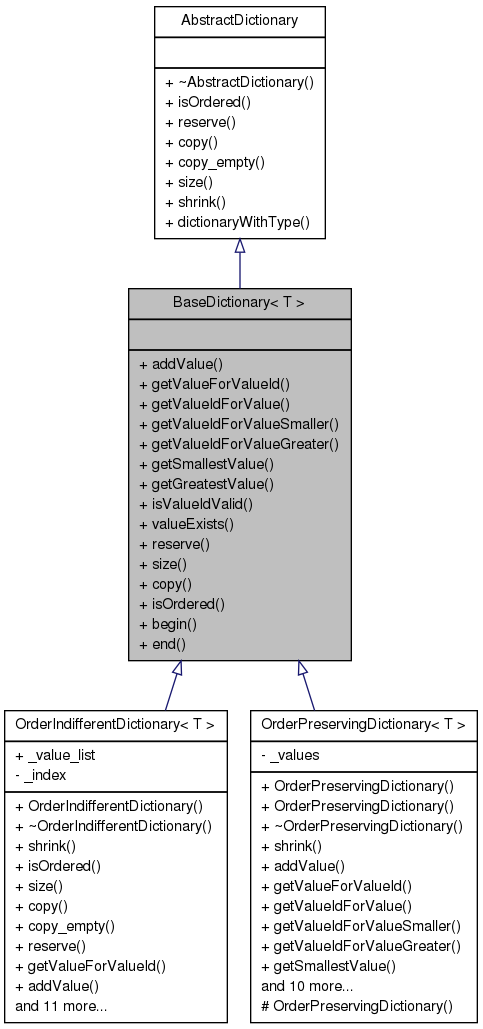 AbstractDictionary
+ ~AbstractDictionary()
+ isOrdered()
+ reserve()
+ copy()
+ copy_empty()
+ size()
+ shrink()
+ dictionaryWithType()
BaseDictionary< T >
+ addValue()
+ getValueForValueId()
+ getValueIdForValue()
+ getValueIdForValueSmaller()
+ getValueIdForValueGreater()
+ getSmallestValue()
+ getGreatestValue()
+ isValueIdValid()
+ valueExists()
+ reserve()
+ size()
+ copy()
+ isOrdered()
+ begin()
+ end()
OrderIndifferentDictionary< T >
+ _value_list
- _index
+ OrderIndifferentDictionary()
+ ~OrderIndifferentDictionary()
+ shrink()
+ isOrdered()
+ size()
+ copy()
+ copy_empty()
+ reserve()
+ getValueForValueId()
+ addValue()
and 11 more...
OrderPreservingDictionary< T >
- _values
+ OrderPreservingDictionary()
+ OrderPreservingDictionary()
+ ~OrderPreservingDictionary()
+ shrink()
+ addValue()
+ getValueForValueId()
+ getValueIdForValue()
+ getValueIdForValueSmaller()
+ getValueIdForValueGreater()
+ getSmallestValue()
and 10 more...
# OrderPreservingDictionary()